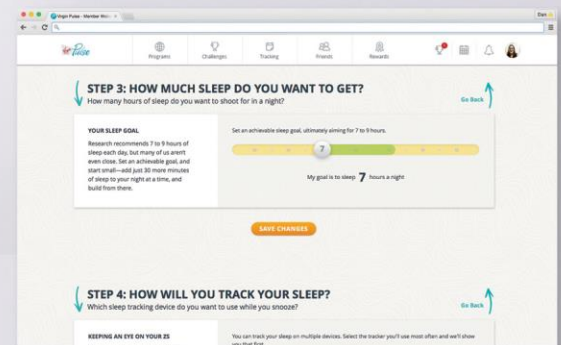 Virgin Pulse - Member Web
Dan
Pulse
Programs
Challenges
Tracking
Friends
Rewards
STEP 3: HOW MUCH SLEEP DO YOU WANT TO GET?
How many hours of sleep do you want to shoot for in a night?
Go Back
YOUR SLEEP GOAL
Research recommends 7 to 9 hours of
sleep each day, but many of us aren't
even close. Set an achievable goal, and
start small—add just 30 more minutes
of sleep to your night at a time, and
build from there.
Set an achievable sleep goal, ultimately aiming for 7 to 9 hours.
7
My goal is to sleep 7 hours a night
SAVE CHANGES
STEP 4: HOW WILL YOU TRACK YOUR SLEEP?
Which sleep tracking device do you want to use while you snooze?
Go Back
KEEPING AN EYE ON YOUR ZS
You can track your sleep on multiple devices. Select the tracker you'll use most often and we'll show
you that first.